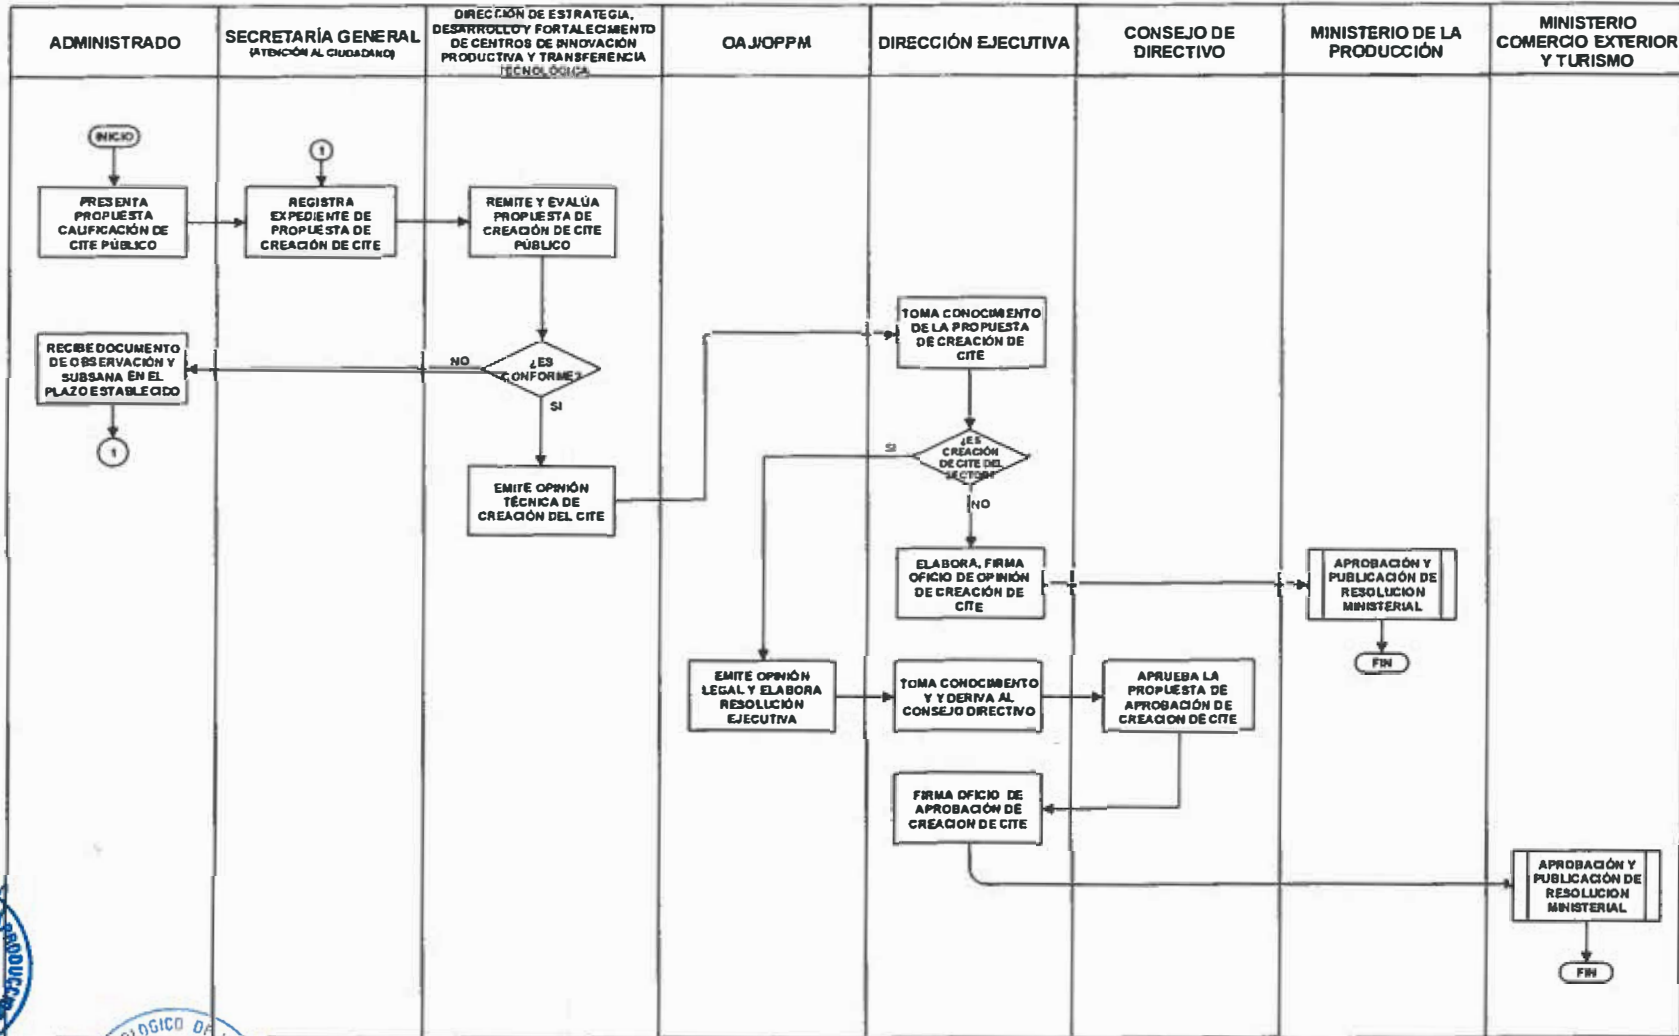 ADMINISTRADO
SECRETARÍA GENERAL
(ATENCIÓN AL CIUDADANO)
DIRECCIÓN DE ESTRATEGIA,
DESARROLLO Y FORTALECIMIENTO
DE CENTROS DE INNOVACIÓN
PRODUCTIVA Y TRANSFERENCIA
TECNOLÓGICA
OAJ/OPPM
DIRECCIÓN EJECUTIVA
CONSEJO DE
DIRECTIVO
MINISTERIO DE LA
PRODUCCIÓN
MINISTERIO
COMERCIO EXTERIOR
Y TURISMO
INICIO
1
PRESENTA
PROPUESTA
CALIFICACIÓN DE
CITE PÚBLICO
REGISTRA
EXPEDIENTE DE
PROPUESTA DE
CREACIÓN DE CITE
REMITE Y EVALÚA
PROPUESTA DE
CREACIÓN DE CITE
PÚBLICO
TOMA CONOCIMIENTO
DE LA PROPUESTA
DE CREACIÓN DE
CITE
RECIBE DOCUMENTO
DE OBSERVACIÓN Y
SUBSANA EN EL
PLAZO ESTABLECIDO
NO
¿ES
CONFORME?
SI
1
SI
¿ES
CREACIÓN
DE CITE DEL
SECTOR?
NO
EMITE OPINIÓN
TÉCNICA DE
CREACIÓN DEL CITE
ELABORA, FIRMA
OFICIO DE OPINIÓN
DE CREACIÓN DE
CITE
APROBACIÓN Y
PUBLICACIÓN DE
RESOLUCION
MINISTERIAL
FIN
EMITE OPINIÓN
LEGAL Y ELABORA
RESOLUCIÓN
EJECUTIVA
TOMA CONOCIMIENTO
Y Y DERIVA AL
CONSEJO DIRECTIVO
APRUEBA LA
PROPUESTA DE
APROBACIÓN DE
CREACION DE CITE
FIRMA OFICIO DE
APROBACIÓN DE
CREACION DE CITE
APROBACIÓN Y
PUBLICACIÓN DE
RESOLUCION
MINISTERIAL
FIN